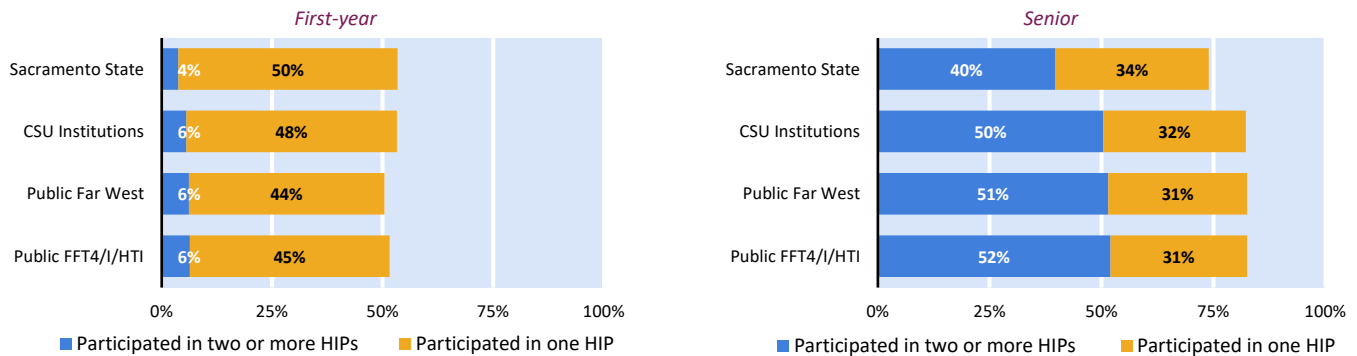 First-year
Sacramento State 4% 50%
CSU Institutions 6% 48%
Public Far West 6% 44%
Public FFT4/I/HTI 6% 45%
0% 25% 50% 75% 100%
Participated in two or more HIPs Participated in one HIP
Senior
Sacramento State 40% 34%
CSU Institutions 50% 32%
Public Far West 51% 31%
Public FFT4/I/HTI 52% 31%
0% 25% 50% 75% 100%
Participated in two or more HIPs Participated in one HIP